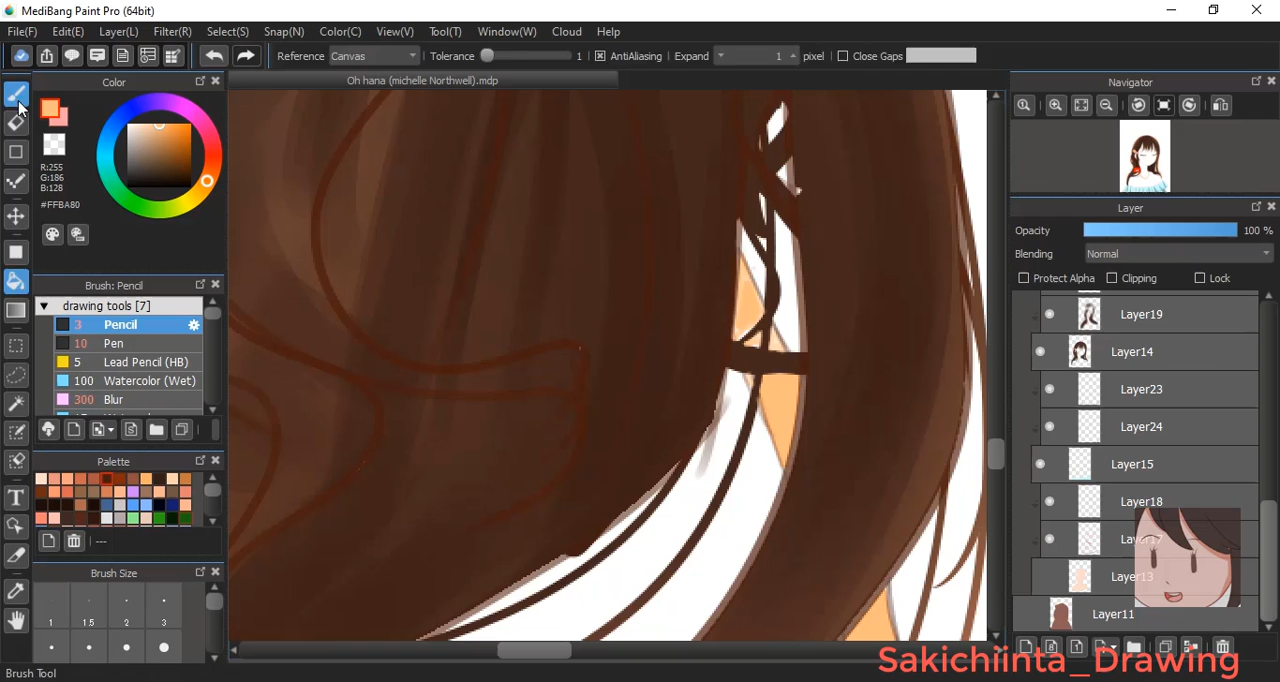 MediBang Paint Pro (64bit)
File(F) Edit(E) Layer(L) Filter(R) Select(S) Snap(N) Color(C) View(V) Tool(T) Window(W) Cloud Help
Reference Canvas Tolerance 1 AntiAliasing Expand 1 pixel Close Gaps
Color
Oh hana (michelle Northwell).mdp
Navigator
R:255
G:186
B:128
#FFBA80
Layer
Opacity 100 %
Blending Normal
Protect Alpha Clipping Lock
Brush: Pencil
drawing tools [7]
3 Pencil
10 Pen
5 Lead Pencil (HB)
100 Watercolor (Wet)
300 Blur
Layer19
Layer14
Layer23
Layer24
Layer15
Layer18
Layer17
Layer13
Layer11
Palette
---
Brush Size
1 1.5 2 3
T
Sakichiinta_Drawing
Brush Tool